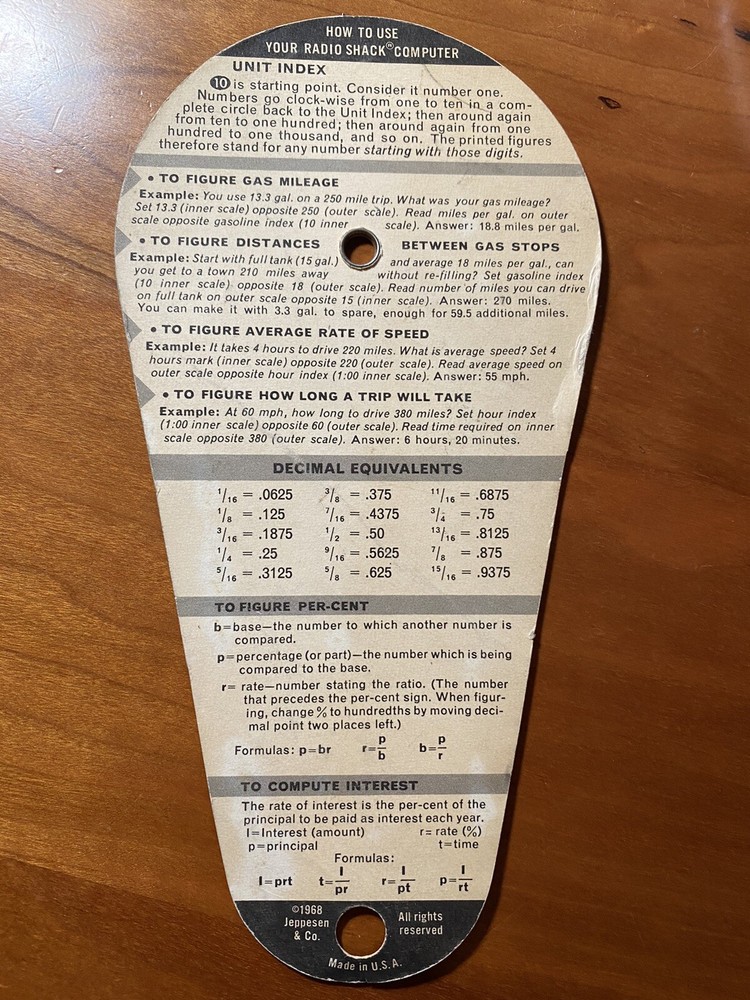 HOW TO USE
YOUR RADIO SHACK® COMPUTER
UNIT INDEX
10 is starting point. Consider it number one.
Numbers go clock-wise from one to ten in a com-
plete circle back to the Unit Index; then around again
from ten to one hundred; then around again from one
hundred to one thousand, and so on. The printed figures
therefore stand for any number starting with those digits.
• TO FIGURE GAS MILEAGE
Example: You use 13.3 gal. on a 250 mile trip. What was your gas mileage?
Set 13.3 (inner scale) opposite 250 (outer scale). Read miles per gal. on outer
scale opposite gasoline index (10 inner scale). Answer: 18.8 miles per gal.
• TO FIGURE DISTANCES BETWEEN GAS STOPS
Example: Start with full tank (15 gal.) and average 18 miles per gal., can
you get to a town 210 miles away without re-filling? Set gasoline index
(10 inner scale) opposite 18 (outer scale). Read number of miles you can drive
on full tank on outer scale opposite 15 (inner scale). Answer: 270 miles.
You can make it with 3.3 gal. to spare, enough for 59.5 additional miles.
• TO FIGURE AVERAGE RATE OF SPEED
Example: It takes 4 hours to drive 220 miles. What is average speed? Set 4
hours mark (inner scale) opposite 220 (outer scale). Read average speed on
outer scale opposite hour index (1:00 inner scale). Answer: 55 mph.
• TO FIGURE HOW LONG A TRIP WILL TAKE
Example: At 60 mph, how long to drive 380 miles? Set hour index
(1:00 inner scale) opposite 60 (outer scale). Read time required on inner
scale opposite 380 (outer scale). Answer: 6 hours, 20 minutes.
DECIMAL EQUIVALENTS
1/16 = .0625 3/8 = .375 11/16 = .6875
1/8 = .125 7/16 = .4375 3/4 = .75
3/16 = .1875 1/2 = .50 13/16 = .8125
1/4 = .25 9/16 = .5625 7/8 = .875
5/16 = .3125 5/8 = .625 15/16 = .9375
TO FIGURE PER-CENT
b=base—the number to which another number is
compared.
p=percentage (or part)—the number which is being
compared to the base.
r= rate—number stating the ratio. (The number
that precedes the per-cent sign. When figur-
ing, change % to hundredths by moving deci-
mal point two places left.)
Formulas: p=br r=p/b b=p/r
TO COMPUTE INTEREST
The rate of interest is the per-cent of the
principal to be paid as interest each year.
I=Interest (amount) r= rate (%)
p=principal t=time
Formulas:
I=prt t=I/pr r=I/pt p=I/rt
©1968
Jeppesen
& Co.
All rights
reserved
Made in U.S.A.